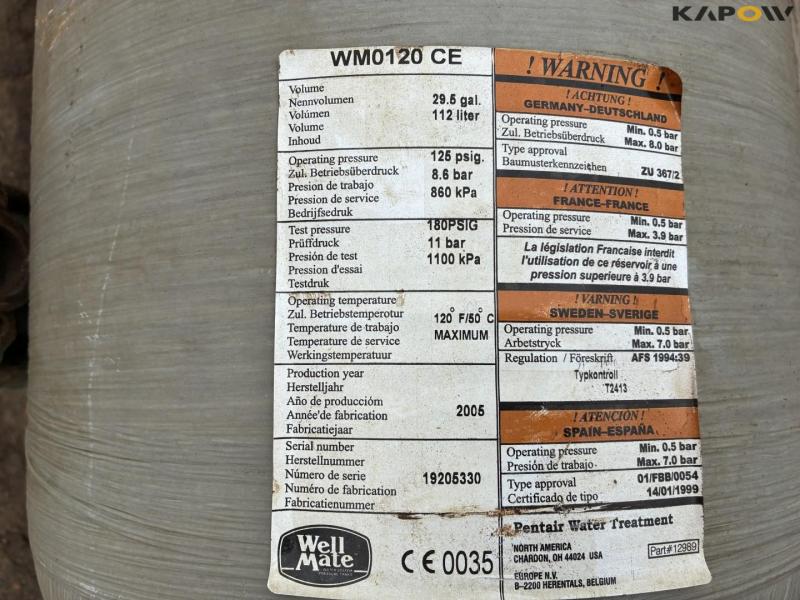 KAPOW
WM0120 CE
Volume
Nennvolumen
Volúmen
Volume
Inhoud
29.5 gal.
112 liter
Operating pressure
Zul. Betriebsüberdruck
Presion de trabajo
Pression de service
Bedrijfsedruk
125 psig.
8.6 bar
860 kPa
Test pressure
Prüffdruck
Presión de test
Pression d'essai
Testdruk
180PSIG
11 bar
1100 kPa
Operating temperature
Zul. Betriebstemperotur
Temperature de trabajo
Temperature de service
Werkingstemperatuur
120° F/50° C
MAXIMUM
Production year
Herstelljahr
Año de produccióm
Année'de fabrication
Fabricatiejaar
2005
Serial number
Herstellnummer
Número de serie
Numéro de fabrication
Fabricatienummer
19205330
Well
Mate
CE 0035
! WARNING !
! ACHTUNG !
GERMANY–DEUTSCHLAND
Operating pressure Min. 0.5 bar
Zul. Betriebsüberdruck Max. 8.0 bar
Type approval
Baumusterkennzeichen ZU 367/2
! ATTENTION !
FRANCE–FRANCE
Operating pressure Min. 0.5 bar
Pression de service Max. 3.9 bar
La législation Francaise interdit
l'utilisation de ce réservoir à une
pression superieure à 3.9 bar
! VARNING !
SWEDEN–SVERIGE
Operating pressure Min. 0.5 bar
Arbetstryck Max. 7.0 bar
Regulation / Föreskrift AFS 1994:39
Typkontroll
T2413
¡ ATENCIÓN !
SPAIN–ESPAÑA
Operating pressure Min. 0.5 bar
Presión de trabajo Max. 7.0 bar
Type approval 01/FBB/0054
Certificado de tipo 14/01/1999
Pentair Water Treatment
NORTH AMERICA
CHARDON, OH 44024 USA
Part#12989
EUROPE N.V.
B–2200 HERENTALS, BELGIUM